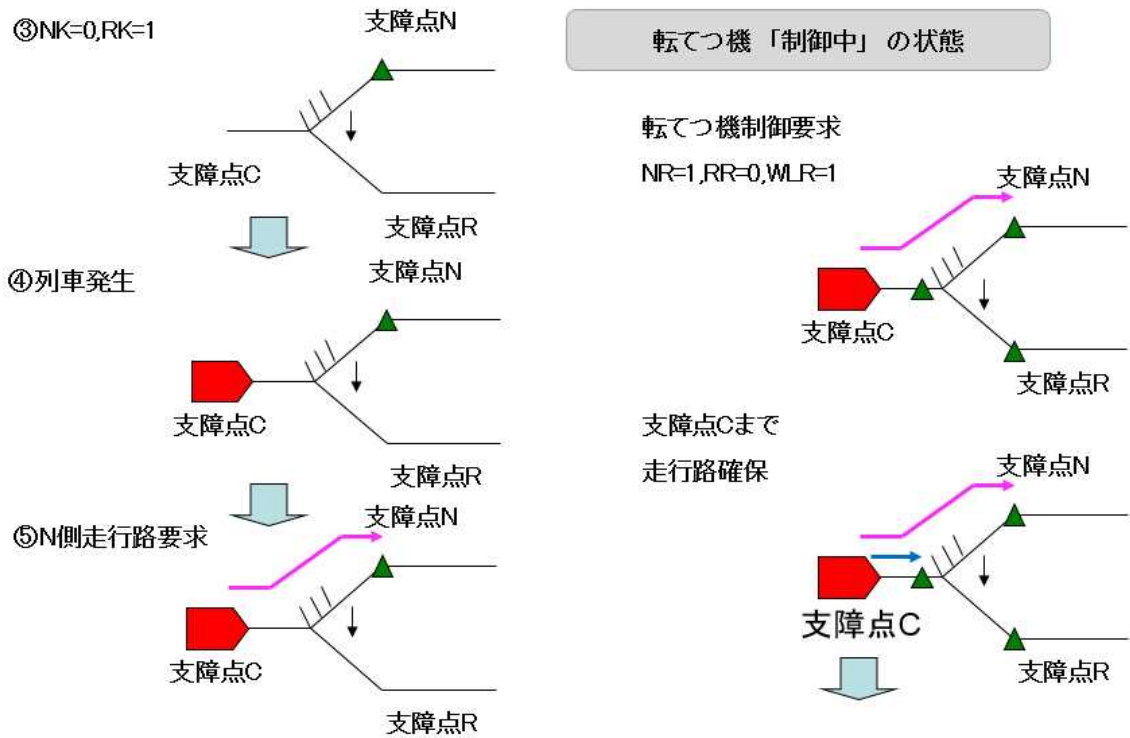 ③NK=0,RK=1
支障点N
支障点C
支障点R
④列車発生
支障点N
支障点C
支障点R
⑤N側走行路要求
支障点N
支障点C
支障点R
転てつ機 「制御中」 の状態
転てつ機制御要求
NR=1,RR=0,WLR=1
支障点N
支障点C
支障点R
支障点Cまで
走行路確保
支障点N
支障点C
支障点R